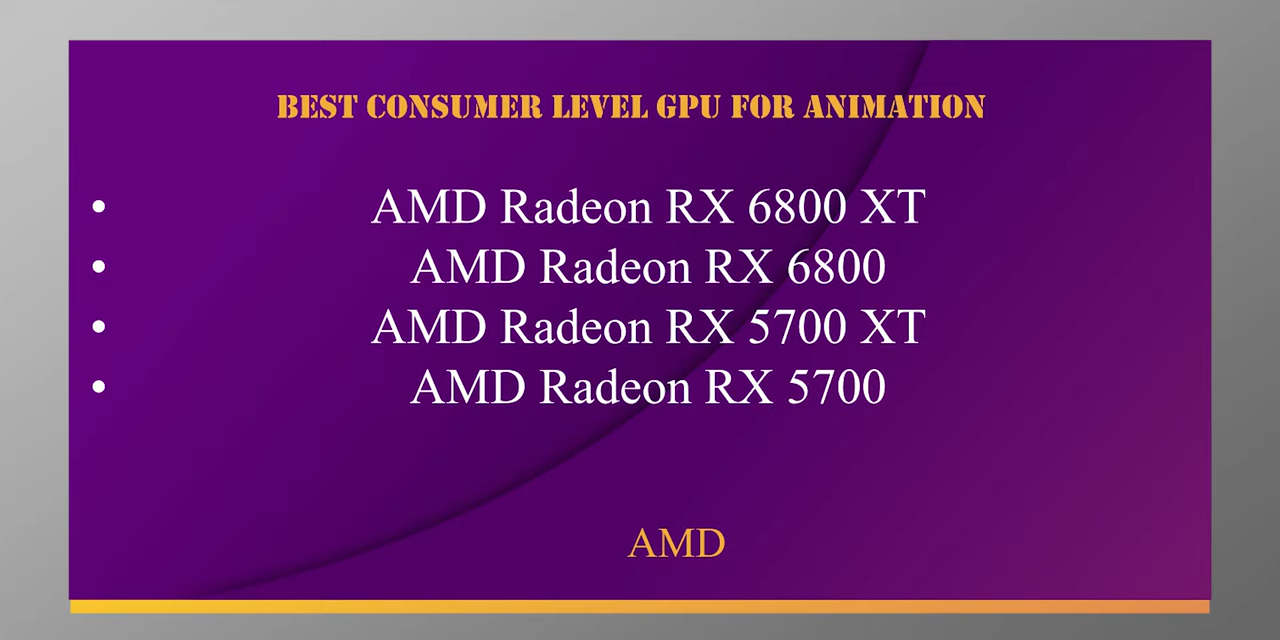 BEST CONSUMER LEVEL GPU FOR ANIMATION
• AMD Radeon RX 6800 XT
• AMD Radeon RX 6800
• AMD Radeon RX 5700 XT
• AMD Radeon RX 5700
AMD